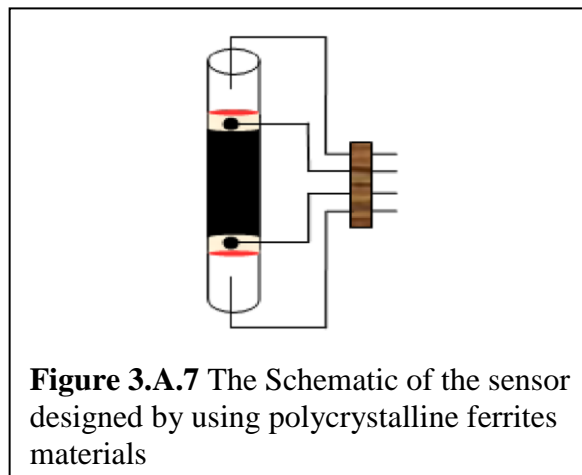 Figure 3.A.7 The Schematic of the sensor
designed by using polycrystalline ferrites
materials